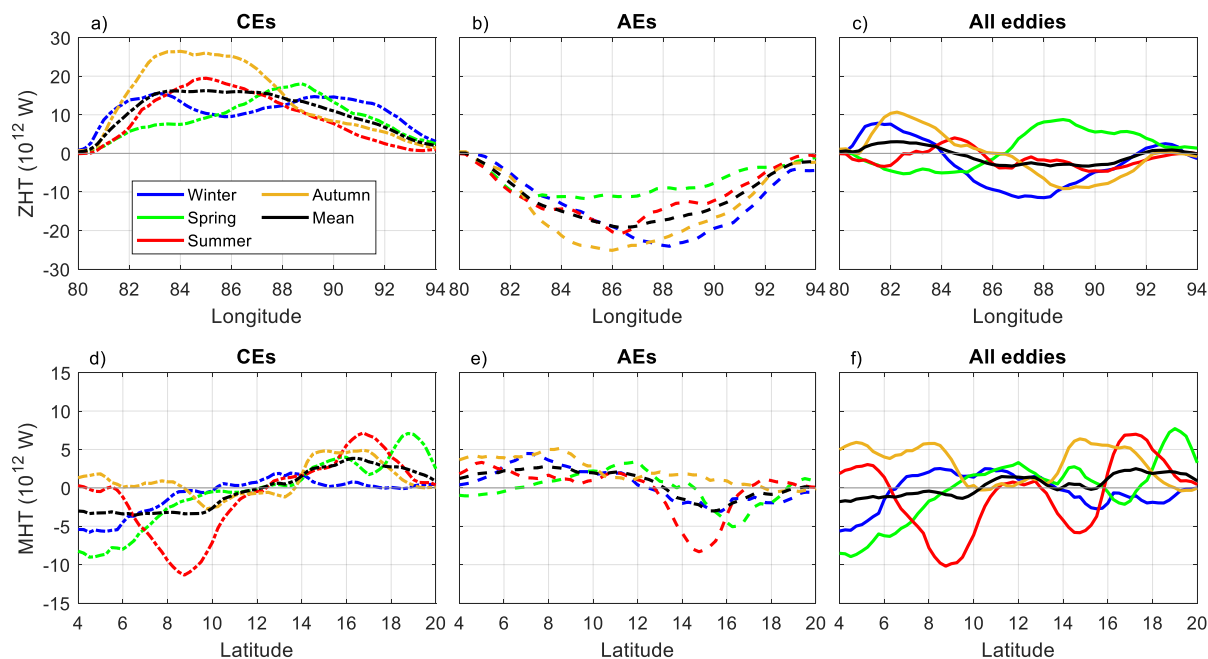 a) CEs
b) AEs
c) All eddies
ZHT (10^12 W)
30
20
10
0
-10
-20
-30
Winter
Spring
Summer
Autumn
Mean
80 82 84 86 88 90 92 94
80 82 84 86 88 90 92 94
80 82 84 86 88 90 92 94
Longitude
Longitude
Longitude
d) CEs
e) AEs
f) All eddies
MHT (10^12 W)
15
10
5
0
-5
-10
-15
4 6 8 10 12 14 16 18 20
4 6 8 10 12 14 16 18 20
4 6 8 10 12 14 16 18 20
Latitude
Latitude
Latitude